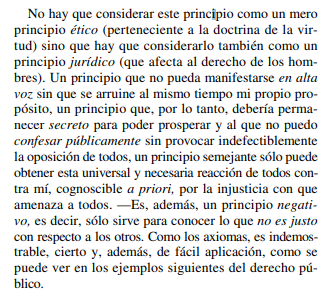 No hay que considerar este principio como un mero
principio ético (perteneciente a la doctrina de la vir-
tud) sino que hay que considerarlo también como un
principio jurídico (que afecta al derecho de los hom-
bres). Un principio que no pueda manifestarse en alta
voz sin que se arruine al mismo tiempo mi propio pro-
pósito, un principio que, por lo tanto, debería perma-
necer secreto para poder prosperar y al que no puedo
confesar públicamente sin provocar indefectiblemente
la oposición de todos, un principio semejante sólo puede
obtener esta universal y necesaria reacción de todos con-
tra mí, cognoscible a priori, por la injusticia con que
amenaza a todos. —Es, además, un principio negati-
vo, es decir, sólo sirve para conocer lo que no es justo
con respecto a los otros. Como los axiomas, es indemos-
trable, cierto y, además, de fácil aplicación, como se
puede ver en los ejemplos siguientes del derecho pú-
blico.